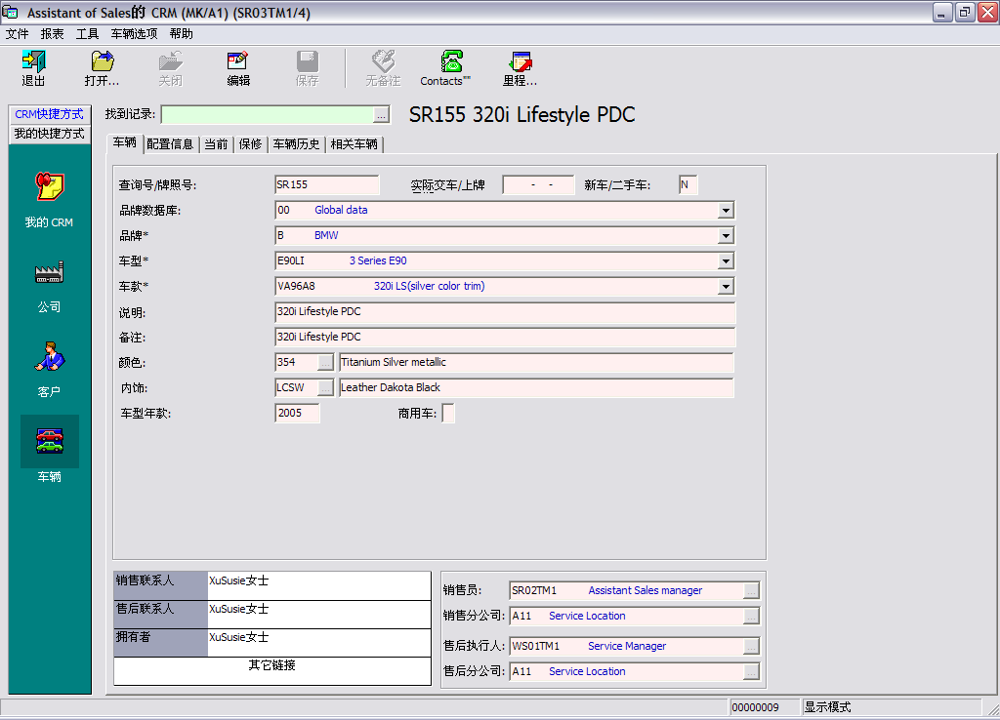 Assistant of Sales的 CRM (MK/A1) (SR03TM1/4)
文件 报表 工具 车辆选项 帮助
退出 打开... 关闭 编辑 保存 无备注 Contacts"" 里程...
CRM快捷方式
我的快捷方式
我的 CRM
公司
客户
车辆
找到记录: ... SR155 320i Lifestyle PDC
车辆 配置信息 当前 保修 车辆历史 相关车辆
查询号/牌照号: SR155 实际交车/上牌 - - 新车/二手车: N
品牌数据库: 00 Global data
品牌* B BMW
车型* E90LI 3 Series E90
车款* VA96A8 320i LS(silver color trim)
说明: 320i Lifestyle PDC
备注: 320i Lifestyle PDC
颜色: 354 ... Titanium Silver metallic
内饰: LCSW ... Leather Dakota Black
车型年款: 2005 商用车:
销售联系人 XuSusie女士
售后联系人 XuSusie女士
拥有者 XuSusie女士
其它链接
销售员: SR02TM1 Assistant Sales manager ...
销售分公司: A11 Service Location ...
售后执行人: WS01TM1 Service Manager ...
售后分公司: A11 Service Location ...
00000009 显示模式